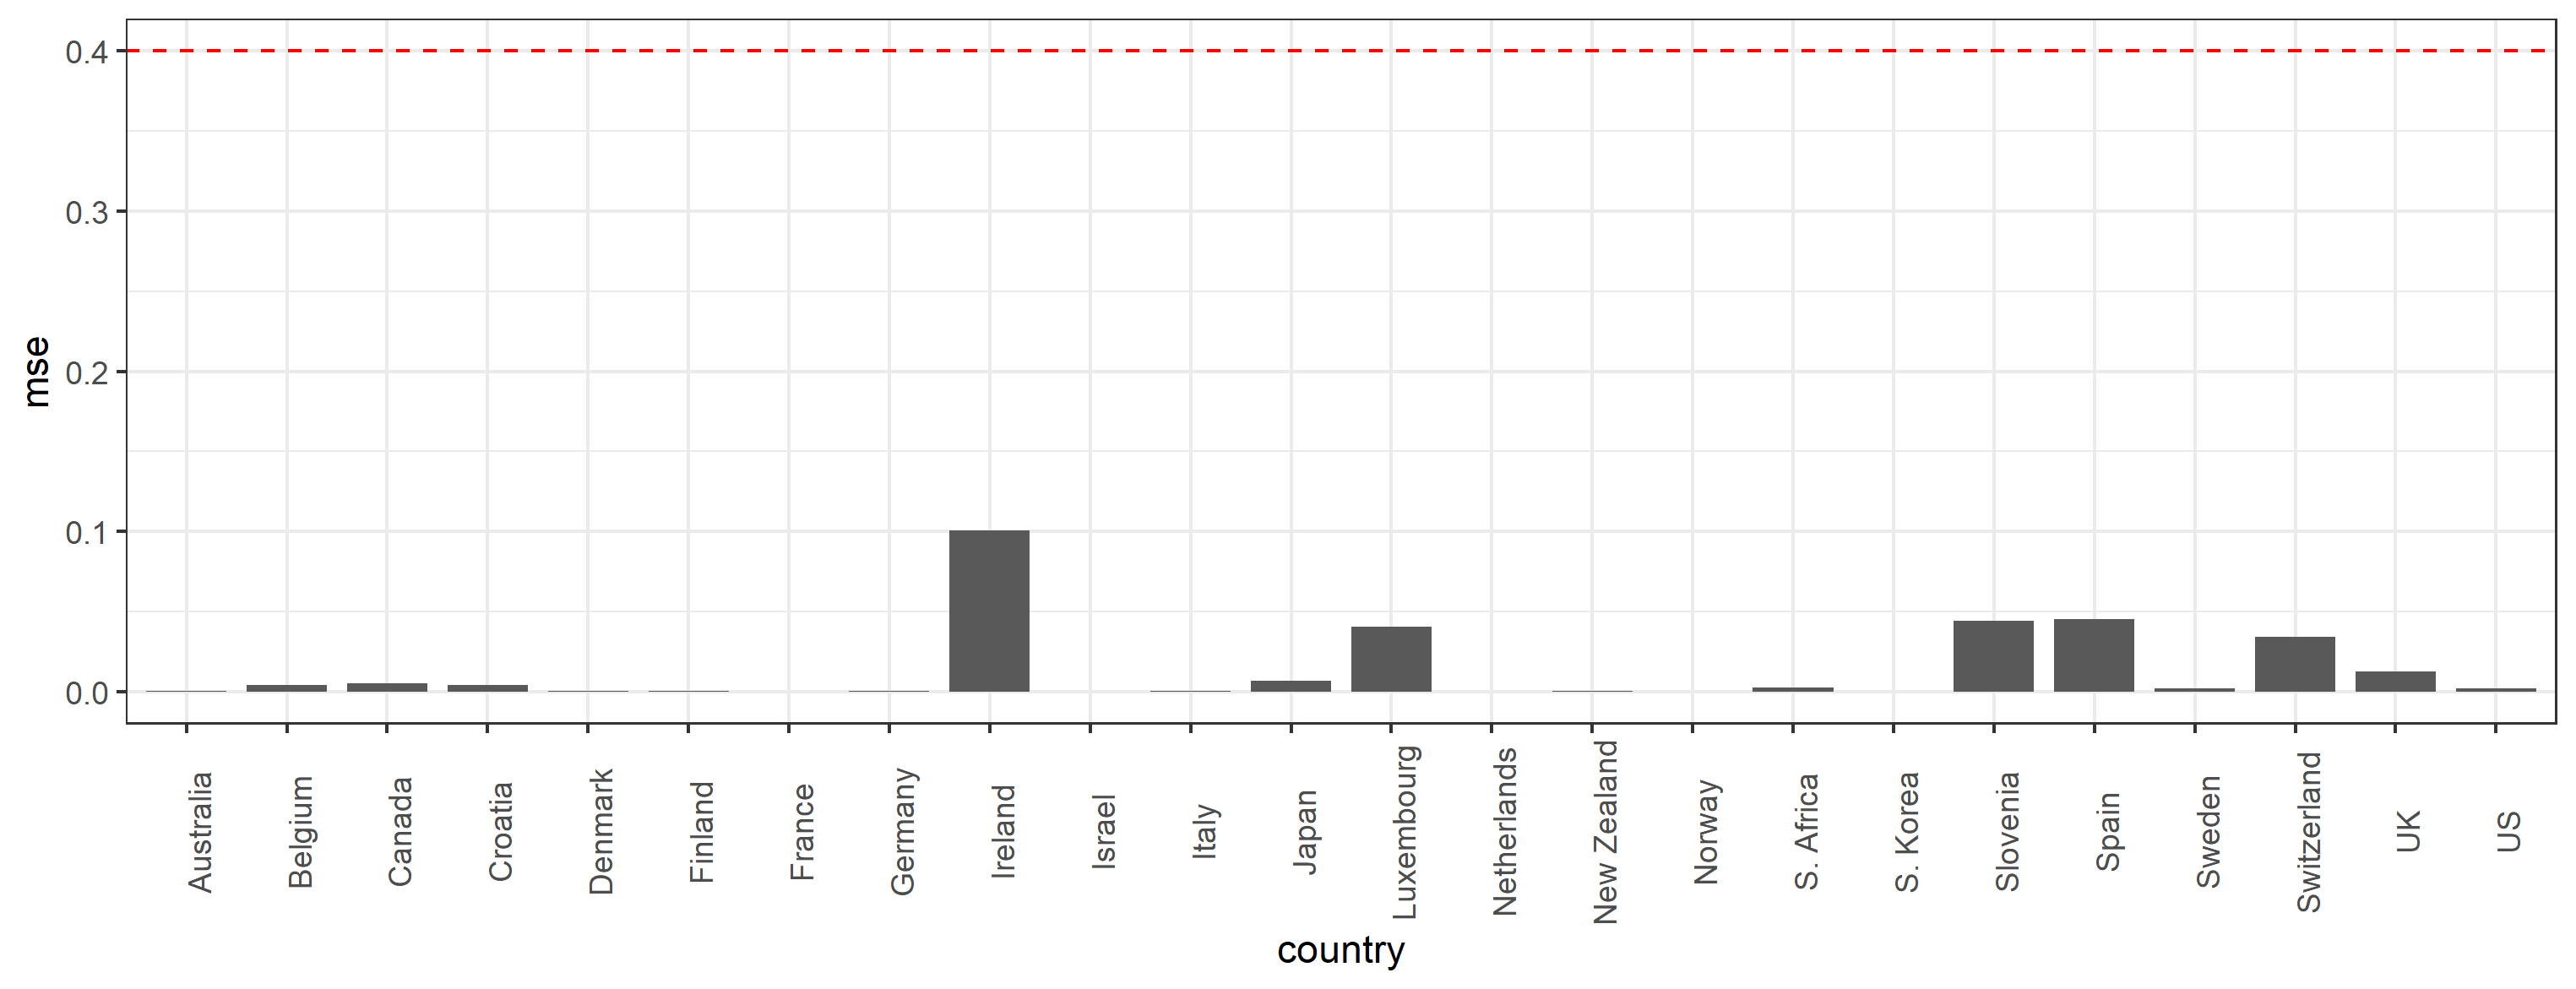 mse
0.4
0.3
0.2
0.1
0.0
Australia
Belgium
Canada
Croatia
Denmark
Finland
France
Germany
Ireland
Israel
Italy
Japan
Luxembourg
Netherlands
New Zealand
Norway
S. Africa
S. Korea
Slovenia
Spain
Sweden
Switzerland
UK
US
country